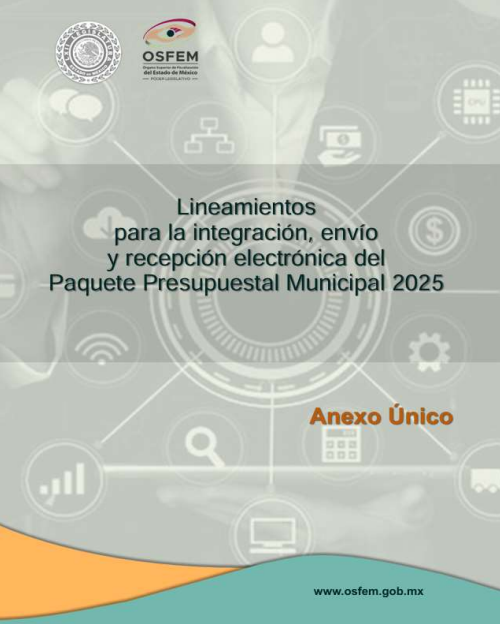 OSFEM
Órgano Superior de Fiscalización
del Estado de México
PODER LEGISLATIVO
CPU
Lineamientos
para la integración, envío
y recepción electrónica del
Paquete Presupuestal Municipal 2025
Anexo Único
www.osfem.gob.mx